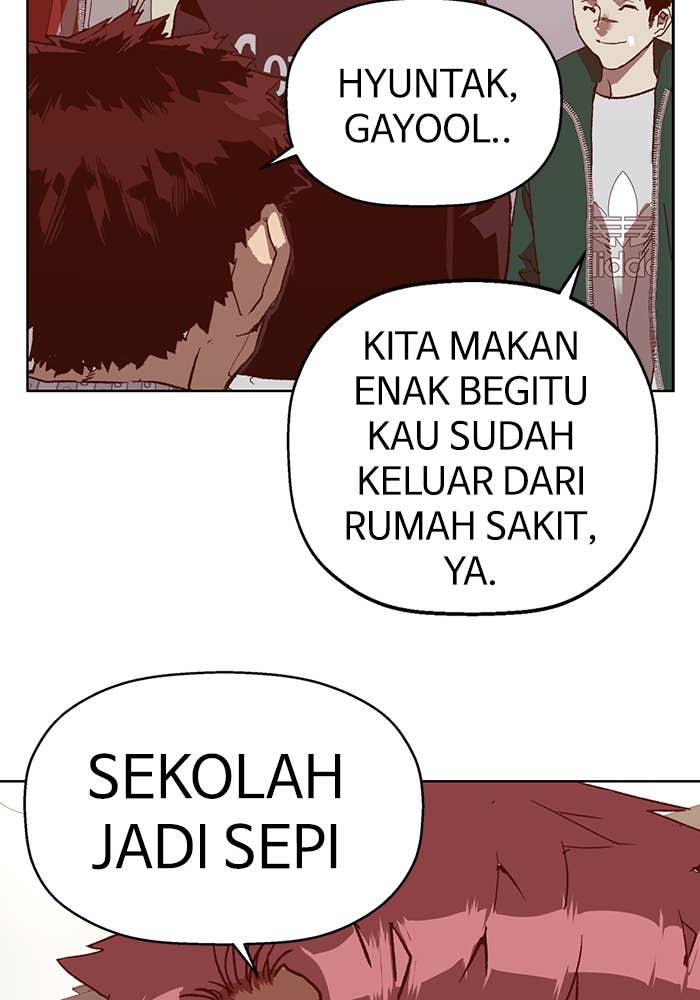 HYUNTAK,
GAYOOL..
KITA MAKAN
ENAK BEGITU
KAU SUDAH
KELUAR DARI
RUMAH SAKIT,
YA.
SEKOLAH
JADI SEPI